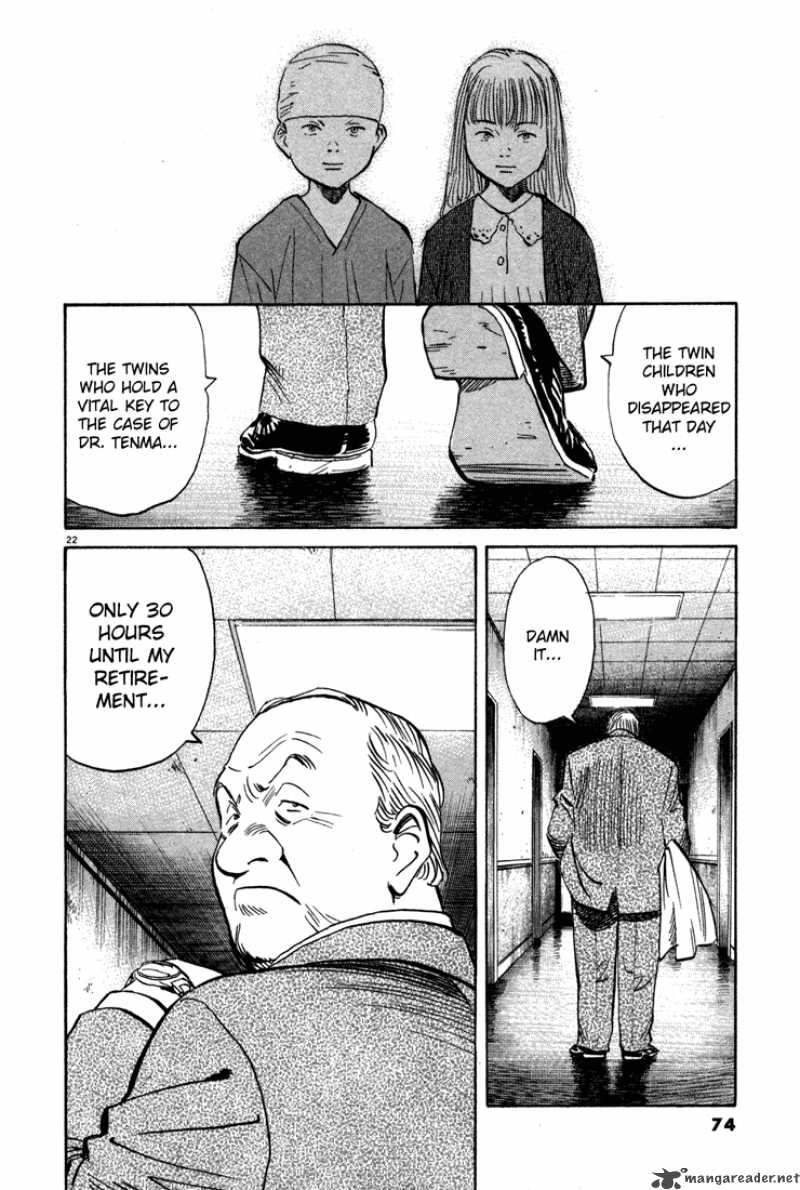 THE TWIN
CHILDREN
WHO
DISAPPEARED
THAT DAY
...
THE TWINS
WHO HOLD A
VITAL KEY TO
THE CASE OF
DR. TENMA...
22
DAMN
IT...
ONLY 30
HOURS
UNTIL MY
RETIRE-
MENT...
74
mangareader.net